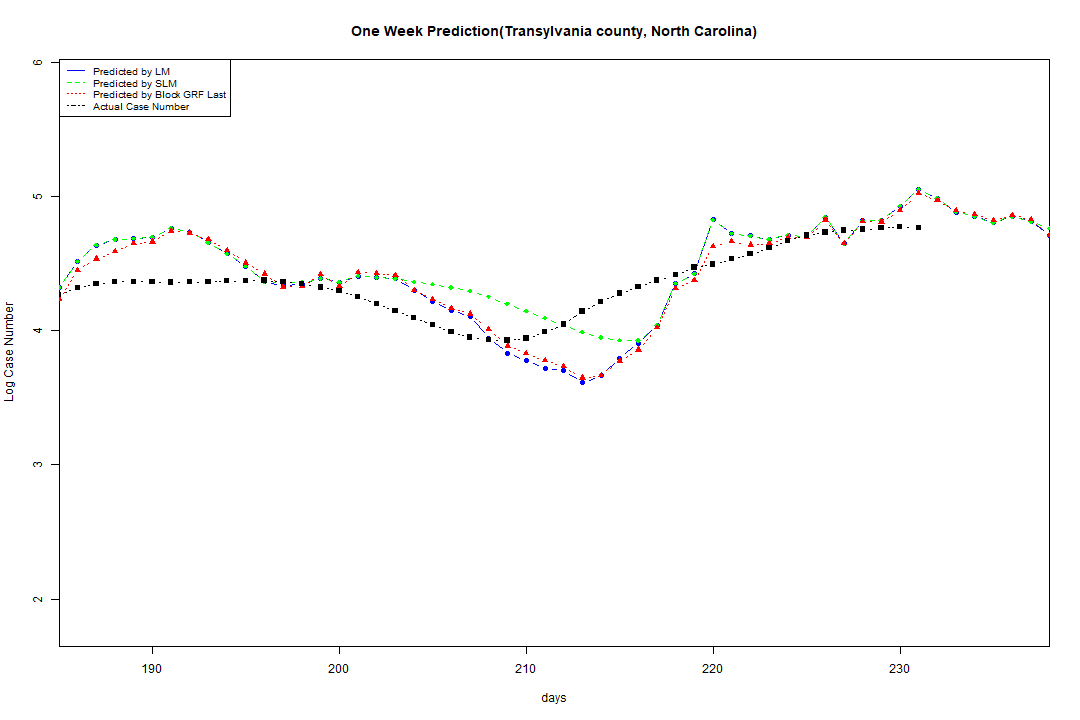 One Week Prediction(Transylvania county, North Carolina)
Predicted by LM
Predicted by SLM
Predicted by Block GRF Last
Actual Case Number
6
5
4
3
2
Log Case Number
190
200
210
220
230
days